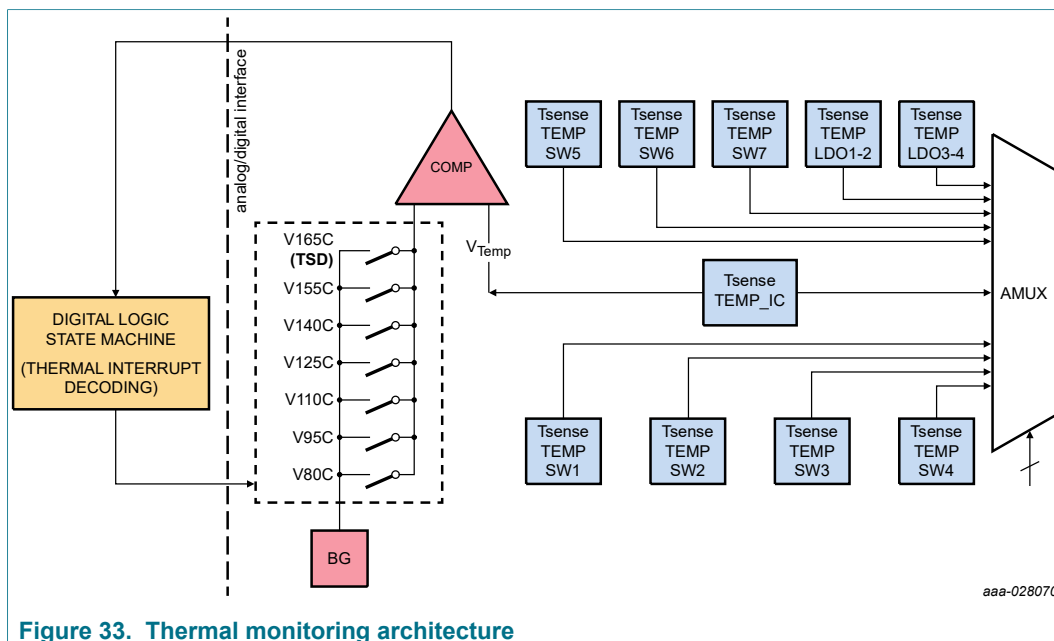 analog/digital interface
COMP
Tsense
TEMP
SW5
Tsense
TEMP
SW6
Tsense
TEMP
SW7
Tsense
TEMP
LDO1-2
Tsense
TEMP
LDO3-4
V165C
(TSD)
V155C
V140C
V125C
V110C
V95C
V80C
VTemp
DIGITAL LOGIC
STATE MACHINE
(THERMAL INTERRUPT
DECODING)
Tsense
TEMP_IC
AMUX
Tsense
TEMP
SW1
Tsense
TEMP
SW2
Tsense
TEMP
SW3
Tsense
TEMP
SW4
BG
aaa-028070
Figure 33. Thermal monitoring architecture